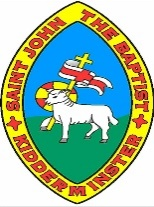 SAINT JOHN THE BAPTIST
KIDDERMINSTER